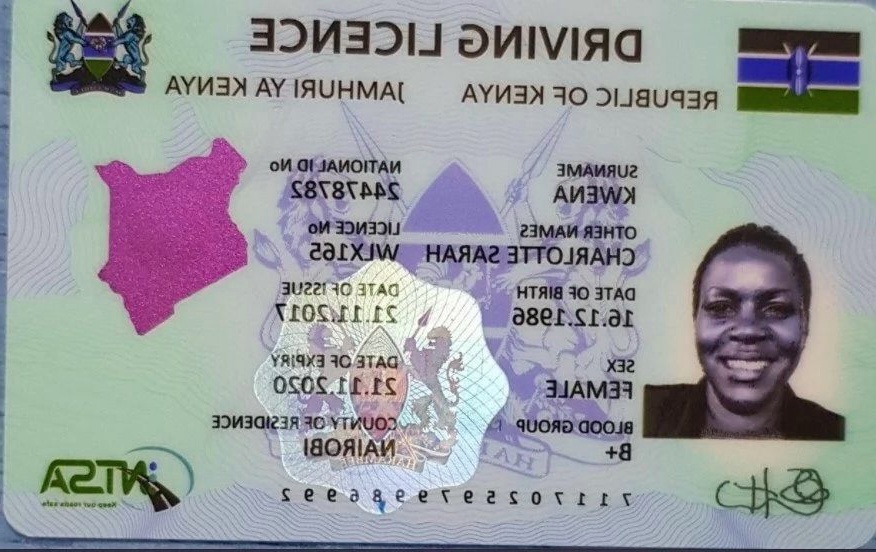 DRIVING LICENCE
REPUBLIC OF KENYA JAMHURI YA KENYA
SURNAME
KWENA
NATIONAL ID No
24478782
OTHER NAMES
CHARLOTTE SARAH
LICENCE No
WLX165
DATE OF BIRTH
16.12.1986
DATE OF ISSUE
21.11.2017
SEX
FEMALE
DATE OF EXPIRY
21.11.2020
BLOOD GROUP
B+
COUNTY OF RESIDENCE
NAIROBI
NTSA
Keep our roads safe